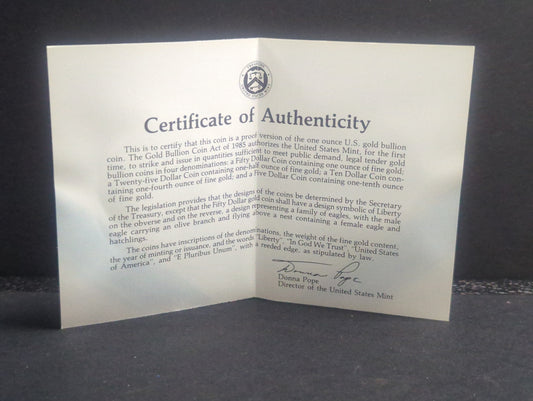 Certificate of Authenticity
This is to certify that this coin is a proof version of the one ounce U.S. gold bullion
coin. The Gold Bullion Coin Act of 1985 authorizes the United States Mint, for the first
time, to strike and issue in quantities sufficient to meet public demand, legal tender gold
bullion coins in four denominations: a Fifty Dollar Coin containing one ounce of fine gold;
a Twenty-five Dollar Coin containing one-half ounce of fine gold; a Ten Dollar Coin con-
taining one-fourth ounce of fine gold; and a Five Dollar Coin containing one-tenth ounce
of fine gold.
The legislation provides that the designs of the coins be determined by the Secretary
of the Treasury, except that the Fifty Dollar gold coin shall have a design symbolic of Liberty
on the obverse and on the reverse, a design representing a family of eagles, with the male
eagle carrying an olive branch and flying above a nest containing a female eagle and
hatchlings.
The coins have inscriptions of the denominations, the weight of the fine gold content,
the year of minting or issuance, and the words "Liberty", "In God We Trust", "United States
of America", and "E Pluribus Unum", with a reeded edge, as stipulated by law.
Donna Pope
Donna Pope
Director of the United States Mint